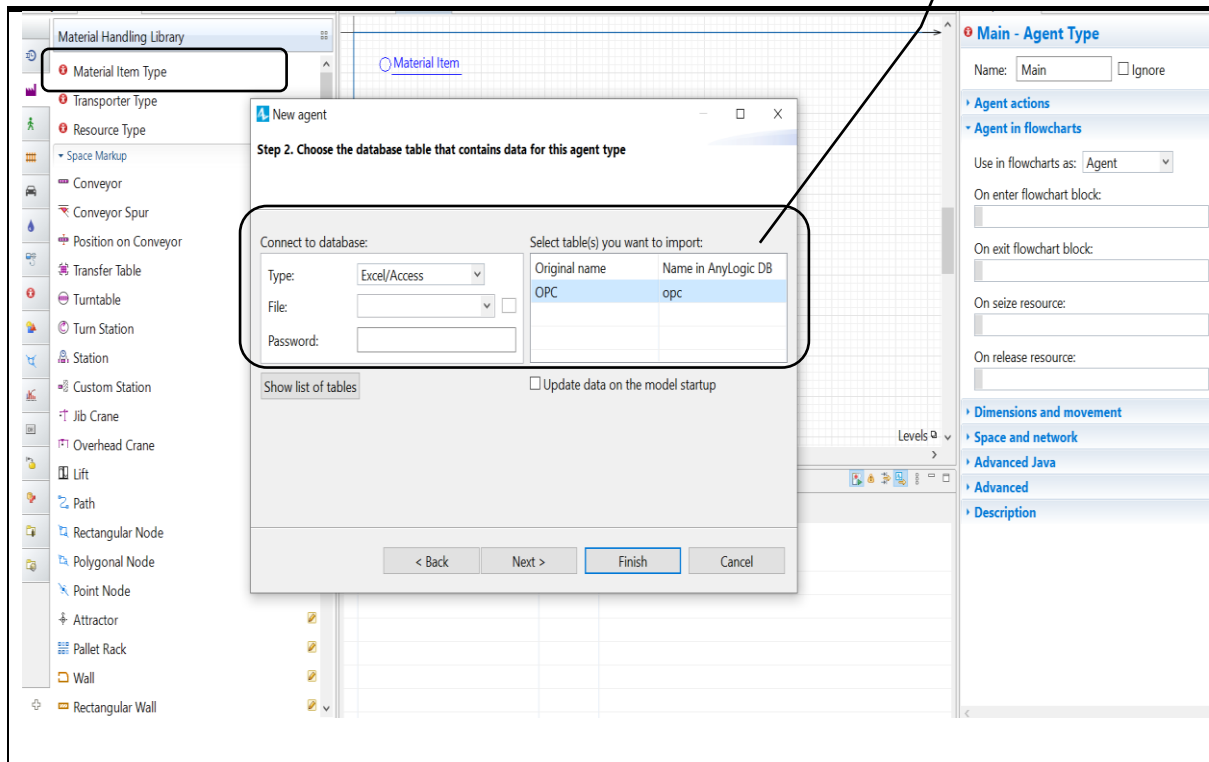 Material Handling Library
Material Item Type
Transporter Type
Resource Type
Space Markup
Conveyor
Conveyor Spur
Position on Conveyor
Transfer Table
Turntable
Turn Station
Station
Custom Station
Jib Crane
Overhead Crane
Lift
Path
Rectangular Node
Polygonal Node
Point Node
Attractor
Pallet Rack
Wall
Rectangular Wall
Material Item
New agent
Step 2. Choose the database table that contains data for this agent type
Connect to database:
Type: Excel/Access
File:
Password:
Select table(s) you want to import:
Original name Name in AnyLogic DB
OPC opc
Show list of tables
Update data on the model startup
< Back Next > Finish Cancel
Levels
Main - Agent Type
Name: Main Ignore
Agent actions
Agent in flowcharts
Use in flowcharts as: Agent
On enter flowchart block:
On exit flowchart block:
On seize resource:
On release resource:
Dimensions and movement
Space and network
Advanced Java
Advanced
Description